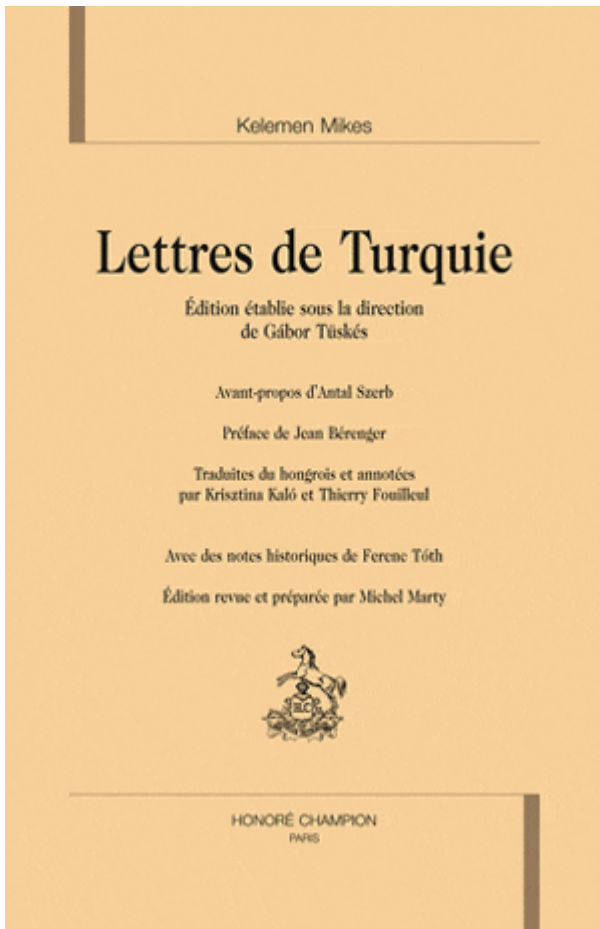 Kelemen Mikes
Lettres de Turquie
Édition établie sous la direction
de Gábor Tüskés
Avant-propos d'Antal Szerb
Préface de Jean Bérenger
Traduites du hongrois et annotées
par Krisztina Kaló et Thierry Fouilleul
Avec des notes historiques de Ferenc Tóth
Édition revue et préparée par Michel Marty
HONORÉ CHAMPION
PARIS